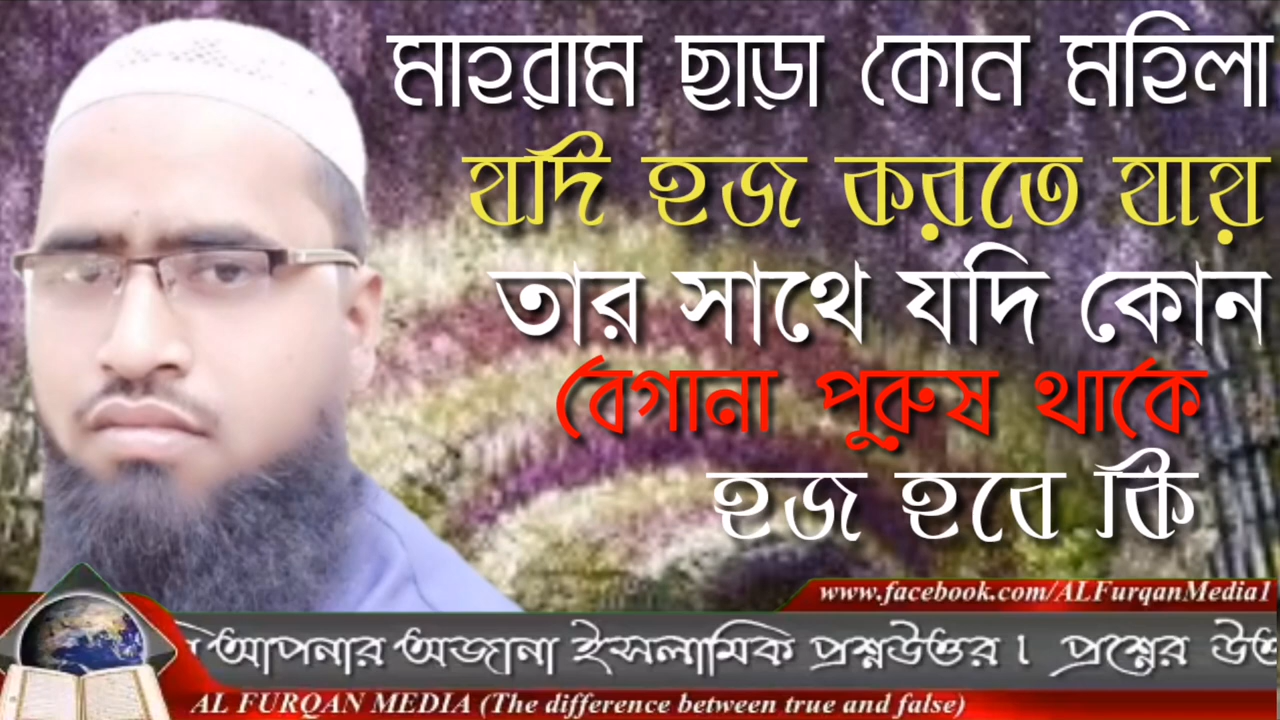 মাহরাম ছাড়া কোন মহিলা
যদি হজ করতে যায়
তার সাথে যদি কোন
বেগানা পুরুষ থাকে
হজ হবে কি
www.facebook.com/ALFurqanMedia1
আপনার অজানা ইসলামিক প্রশ্নউত্তর । প্রশ্নের
AL FURQAN MEDIA (The difference between true and false)